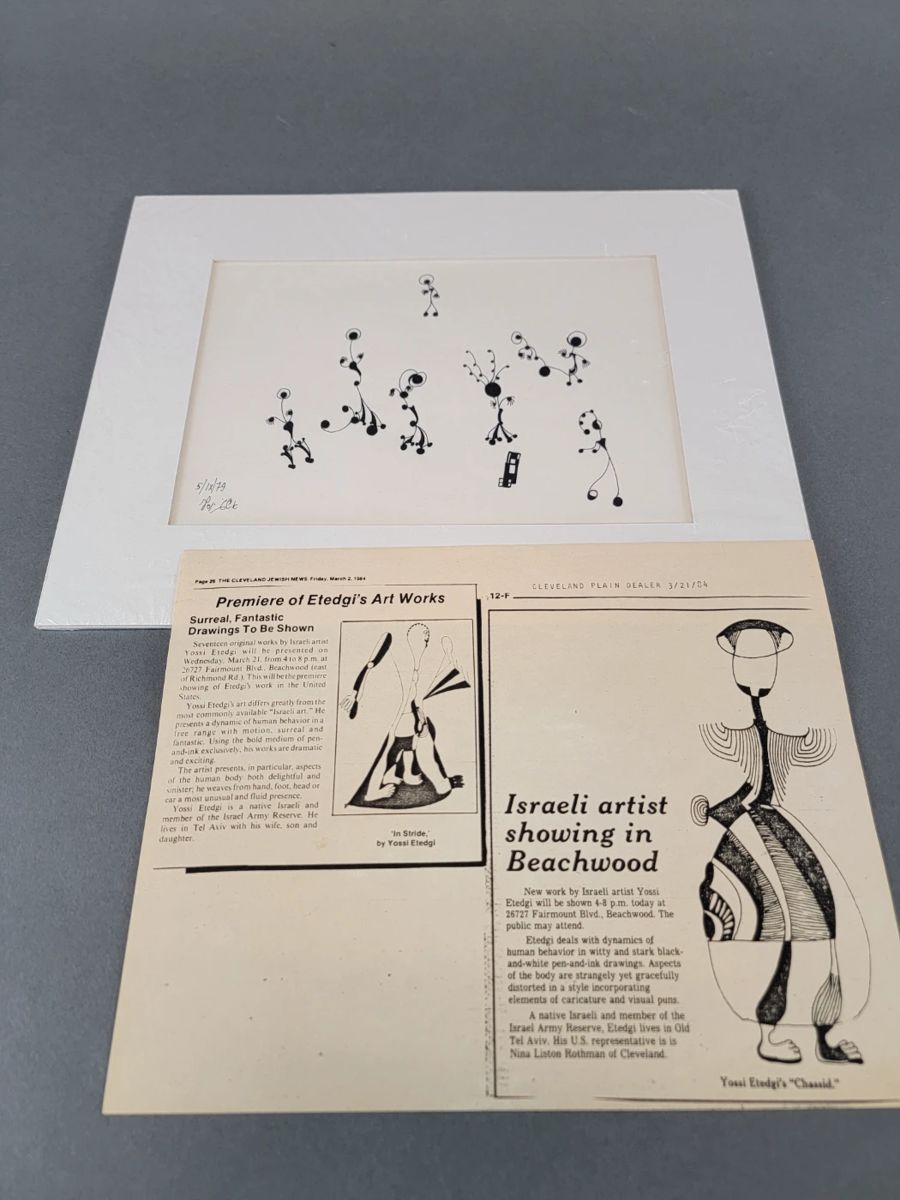 5/IX/79
Page 26 THE CLEVELAND JEWISH NEWS Friday, March 2, 1984
Premiere of Etedgi's Art Works
Surreal, Fantastic
Drawings To Be Shown
Seventeen original works by Israeli artist
Yossi Etedgi will be presented on
Wednesday, March 21, from 4 to 8 p.m. at
26727 Fairmount Blvd., Beachwood (east
of Richmond Rd.). This will be the premiere
showing of Etedgi's work in the United
States.
Yossi Etedgi's art differs greatly from the
most commonly available "Israeli art." He
presents a dynamic of human behavior in a
free range with motion, surreal and
fantastic. Using the bold medium of pen-
and-ink exclusively, his works are dramatic
and exciting.
The artist presents, in particular, aspects
of the human body both delightful and
sinister; he weaves from hand, foot, head or
ear a most unusual and fluid presence.
Yossi Etedgi is a native Israeli and
member of the Israel Army Reserve. He
lives in Tel Aviv with his wife, son and
daughter.
'In Stride,'
by Yossi Etedgi
CLEVELAND PLAIN DEALER 3/21/84
12-F
Israeli artist
showing in
Beachwood
New work by Israeli artist Yossi
Etedgi will be shown 4-8 p.m. today at
26727 Fairmount Blvd., Beachwood. The
public may attend.
Etedgi deals with dynamics of
human behavior in witty and stark black-
and-white pen-and-ink drawings. Aspects
of the body are strangely yet gracefully
distorted in a style incorporating
elements of caricature and visual puns.
A native Israeli and member of the
Israel Army Reserve, Etedgi lives in Old
Tel Aviv. His U.S. representative is is
Nina Liston Rothman of Cleveland.
Yossi Etedgi's "Chassid."